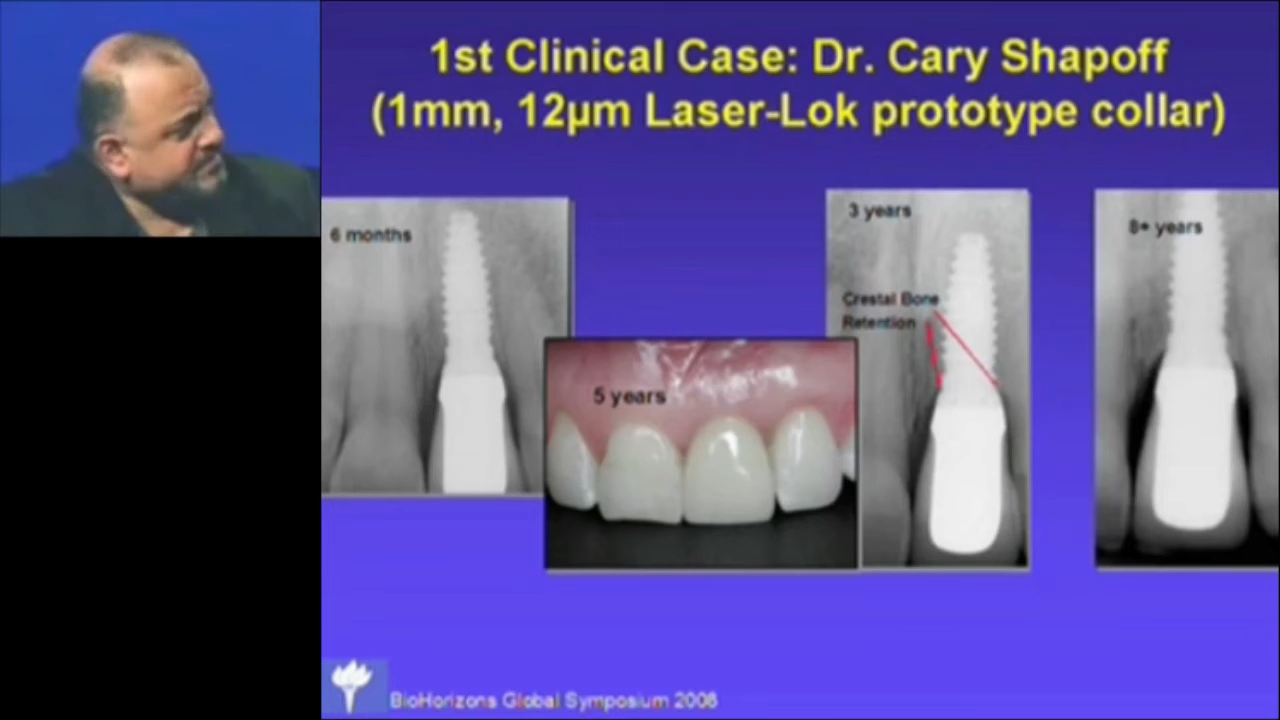 1st Clinical Case: Dr. Cary Shapoff
(1mm, 12µm Laser-Lok prototype collar)
6 months
5 years
3 years
Crestal Bone
Retention
8+ years
BioHorizons Global Symposium 2008